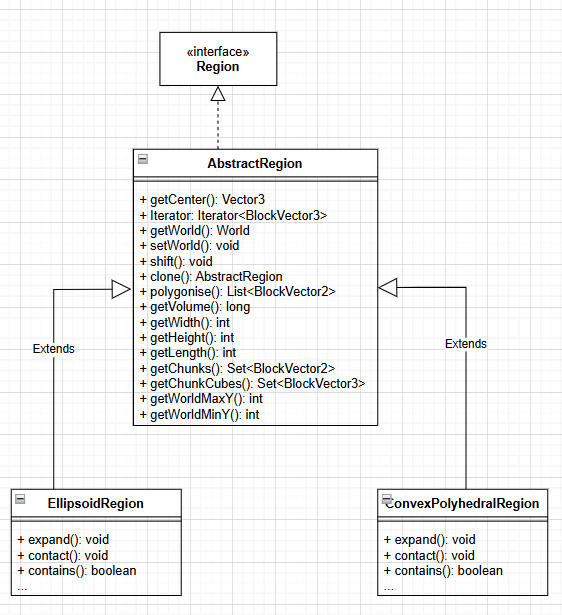 «interface»
Region
AbstractRegion
+ getCenter(): Vector3
+ Iterator: Iterator<BlockVector3>
+ getWorld(): World
+ setWorld(): void
+ shift(): void
+ clone(): AbstractRegion
+ polygonise(): List<BlockVector2>
+ getVolume(): long
+ getWidth(): int
+ getHeight(): int
+ getLength(): int
+ getChunks(): Set<BlockVector2>
+ getChunkCubes(): Set<BlockVector3>
+ getWorldMaxY(): int
+ getWorldMinY(): int
Extends
Extends
EllipsoidRegion
+ expand(): void
+ contact(): void
+ contains(): boolean
...
ConvexPolyhedralRegion
+ expand(): void
+ contact(): void
+ contains(): boolean
...